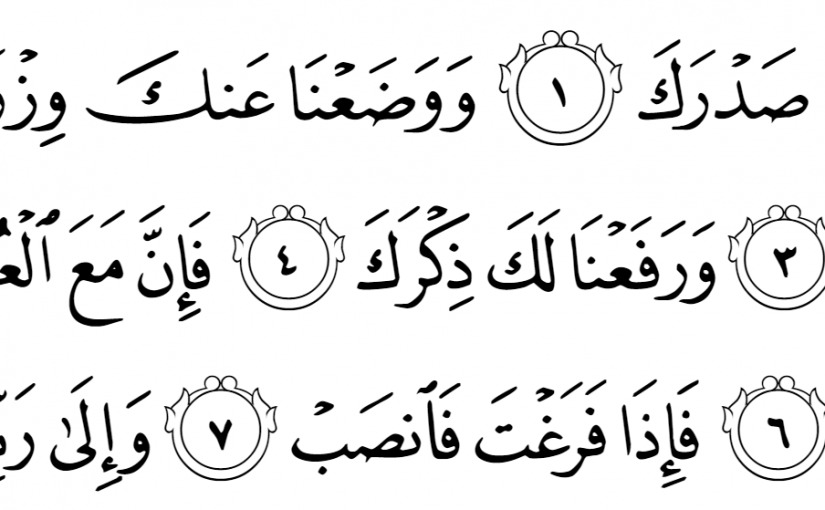 صَدْرَكَ ١ وَوَضَعْنَا عَنكَ
٣ وَرَفَعْنَا لَكَ ذِكْرَكَ ٤ فَإِنَّ مَعَ
٦ فَإِذَا فَرَغْتَ فَٱنصَبْ ٧ وَإِلَىٰ